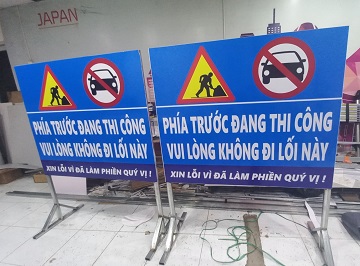 JAPAN
PHÍA TRƯỚC ĐANG THI CÔNG
VUI LÒNG KHÔNG ĐI LỐI NÀY
XIN LỖI VÌ ĐÃ LÀM PHIỀN QUÝ VỊ !
PHÍA TRƯỚC ĐANG THI CÔNG
VUI LÒNG KHÔNG ĐI LỐI NÀY
XIN LỖI VÌ ĐÃ LÀM PHIỀN QUÝ VỊ !